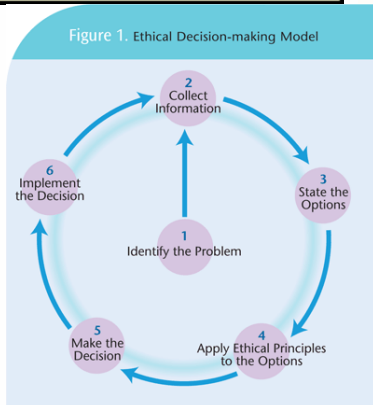 Figure 1. Ethical Decision-making Model
1
Identify the Problem
2
Collect
Information
3
State the
Options
4
Apply Ethical Principles
to the Options
5
Make the
Decision
6
Implement
the Decision